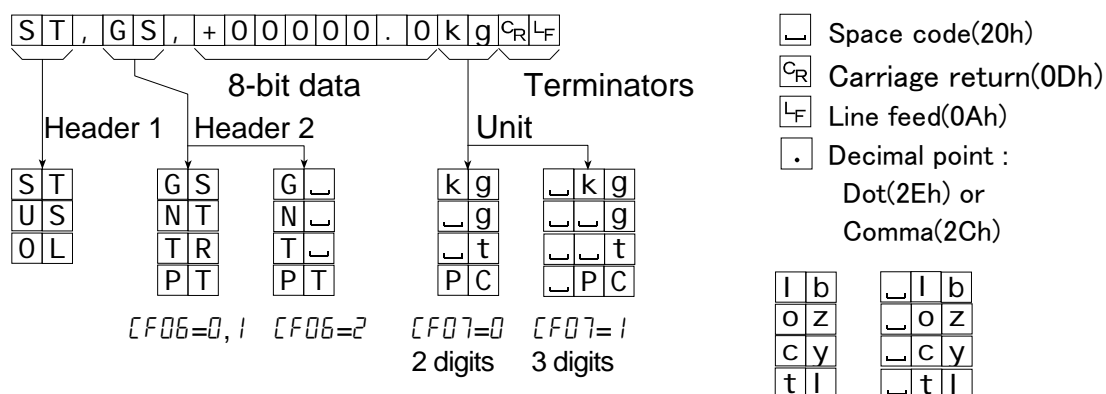 ST,GS,+00000.0kgCRLF
8-bit data
Terminators
Header 1
Header 2
Unit
ST
US
OL
GS
NT
TR
PT
G␣
N␣
T␣
PT
kg
␣g
␣t
PC
␣kg
␣␣g
␣␣t
␣PC
CF06=0,1
CF06=2
CF07=0
CF07=1
2 digits
3 digits
␣ Space code(20h)
CR Carriage return(0Dh)
LF Line feed(0Ah)
. Decimal point :
Dot(2Eh) or
Comma(2Ch)
lb
oz
cy
tl
␣lb
␣oz
␣cy
␣tl